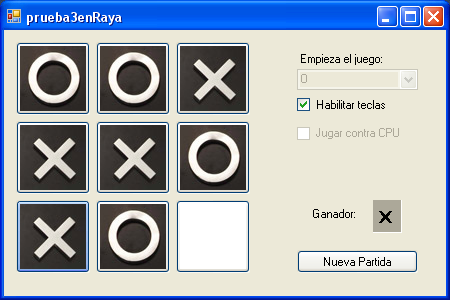 prueba3enRaya
Empieza el juego:
O
Habilitar teclas
Jugar contra CPU
O O X
X X O
X O
Ganador: X
Nueva Partida